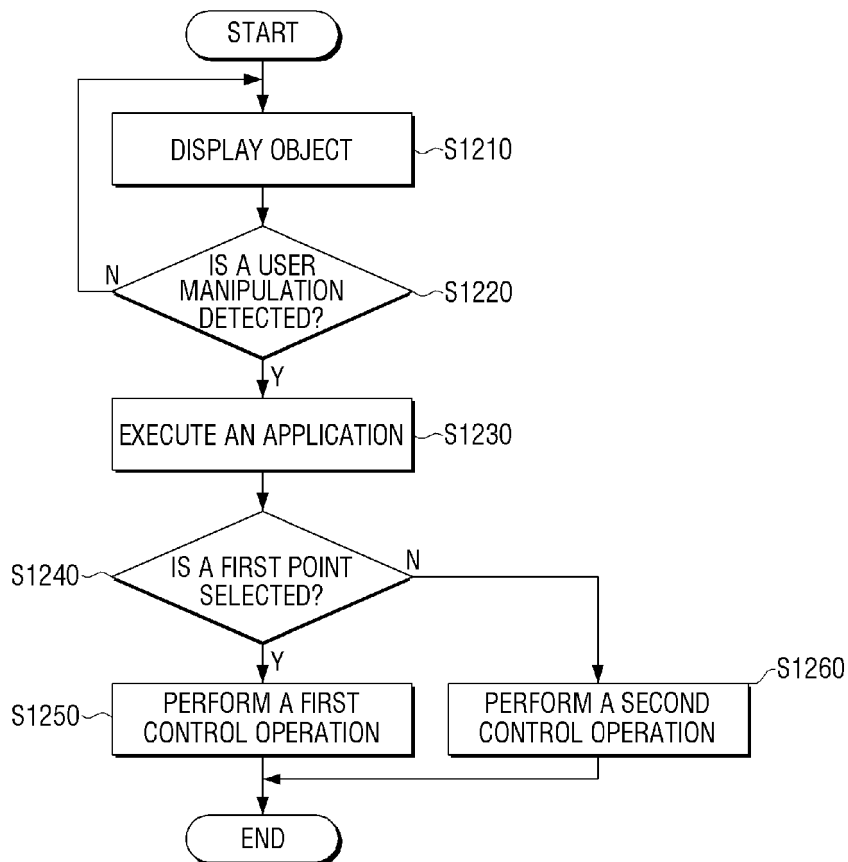 START
DISPLAY OBJECT
S1210
IS A USER
MANIPULATION
DETECTED?
N
S1220
Y
EXECUTE AN APPLICATION
S1230
IS A FIRST POINT
SELECTED?
N
S1240
Y
PERFORM A FIRST
CONTROL OPERATION
S1250
PERFORM A SECOND
CONTROL OPERATION
S1260
END